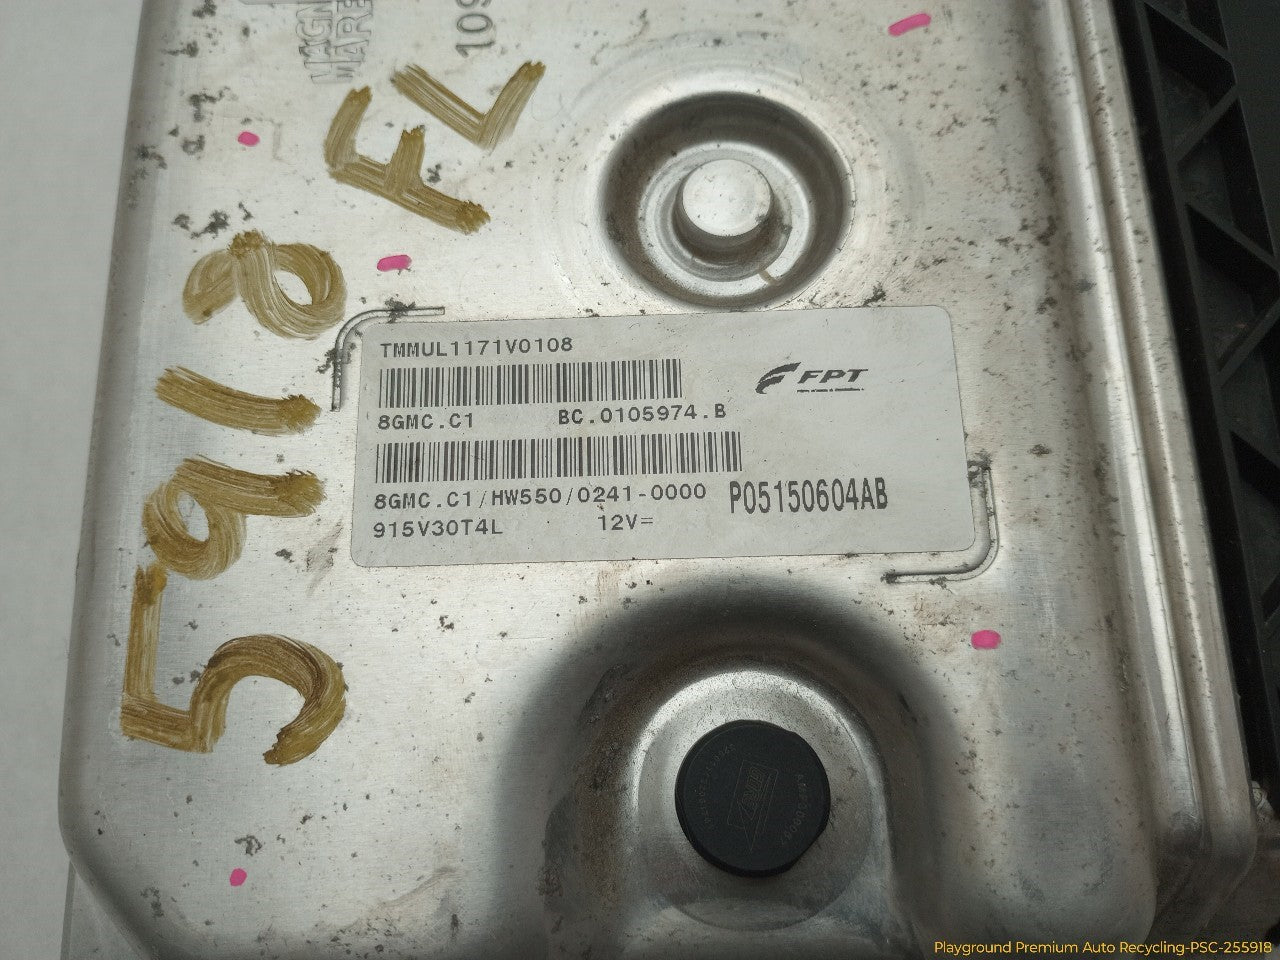 109
5918 FL
TMMUL1171V0108
FPT
8GMC.C1 BC.0105974.B
8GMC.C1/HW550/0241-0000 P05150604AB
915V30T4L 12V=
Playground Premium Auto Recycling-PSC-255918